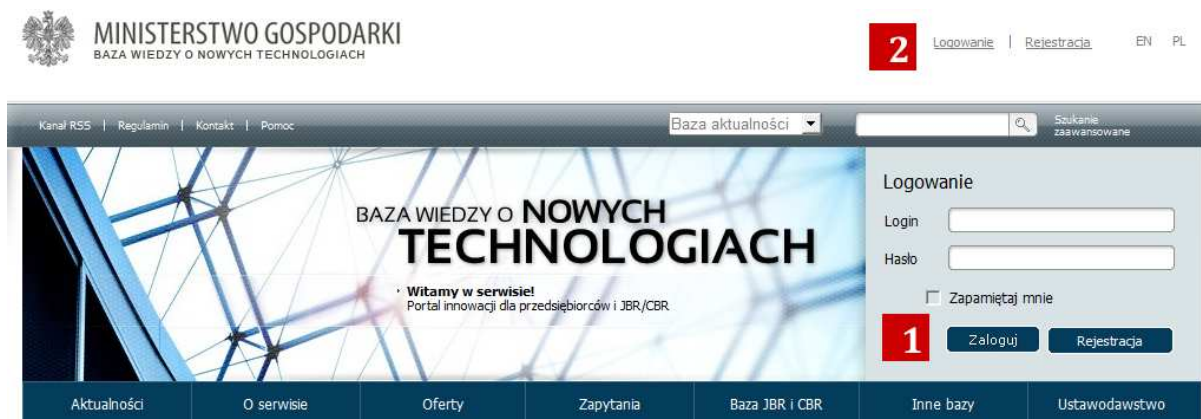 MINISTERSTWO GOSPODARKI
BAZA WIEDZY O NOWYCH TECHNOLOGIACH
2
Logowanie | Rejestracja EN PL
Kanał RSS | Regulamin | Kontakt | Pomoc
Baza aktualności
Szukanie
zaawansowane
BAZA WIEDZY O NOWYCH
TECHNOLOGIACH
Witamy w serwisie!
Portal innowacji dla przedsiębiorców i JBR/CBR
Logowanie
Login
Hasło
Zapamiętaj mnie
1
Zaloguj Rejestracja
Aktualności O serwisie Oferty Zapytania Baza JBR i CBR Inne bazy Ustawodawstwo